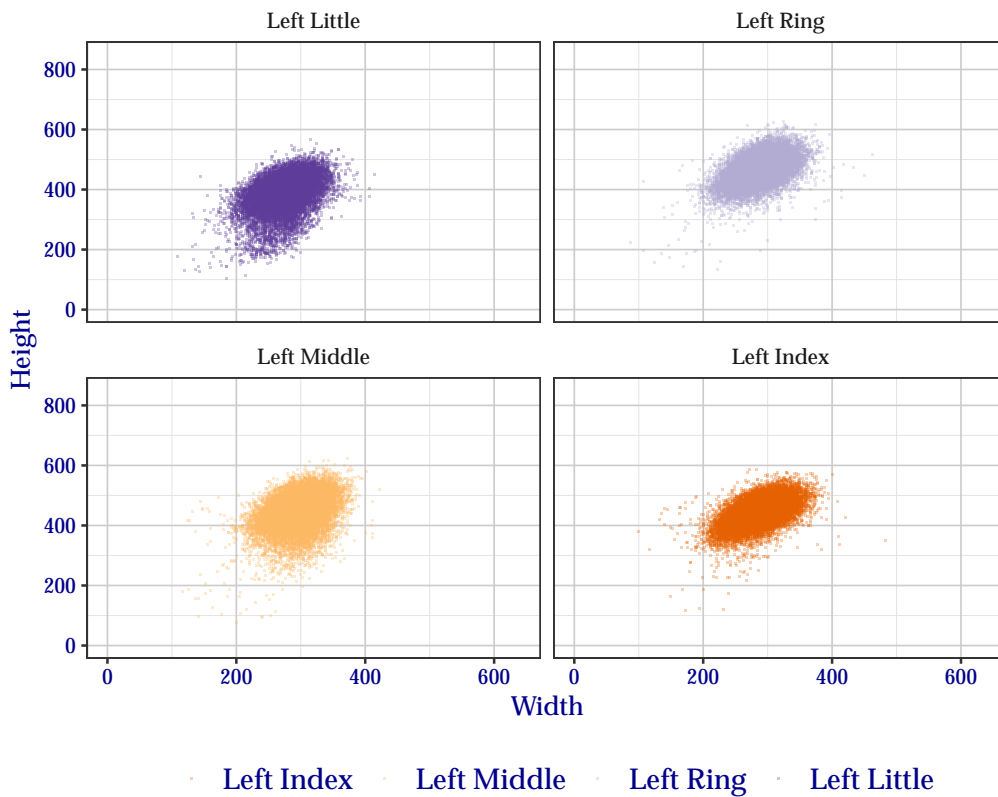 Left Little
Left Ring
800
600
400
200
0
Height
Left Middle
Left Index
800
600
400
200
0
0 200 400 600
0 200 400 600
Width
Left Index Left Middle Left Ring Left Little